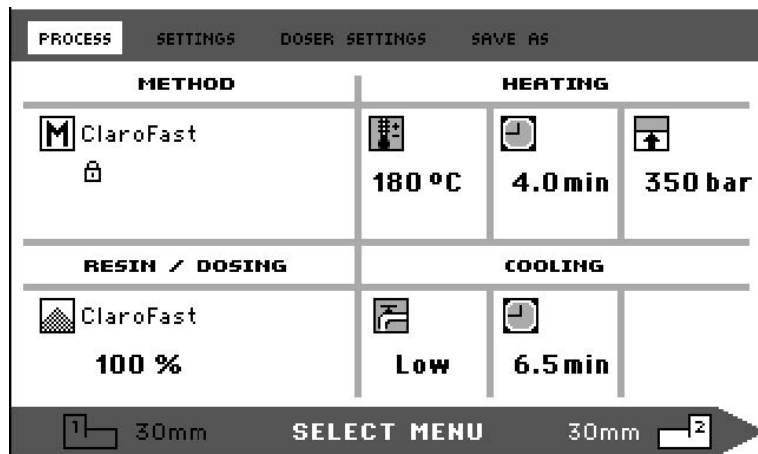 PROCESS SETTINGS DOSER SETTINGS SAVE AS
METHOD HEATING
M ClaroFast
180 ºC 4.0 min 350 bar
RESIN / DOSING COOLING
ClaroFast
100 % Low 6.5 min
1 30mm SELECT MENU 30mm 2